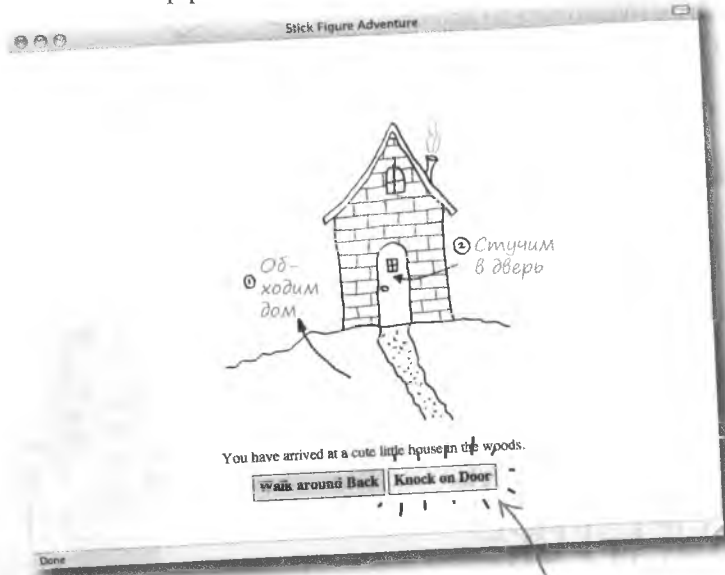 Stick Figure Adventure
① Об-
ходим
дом
② Стучим
в дверь
You have arrived at a cute little house in the woods.
Walk around Back
Knock on Door
Done